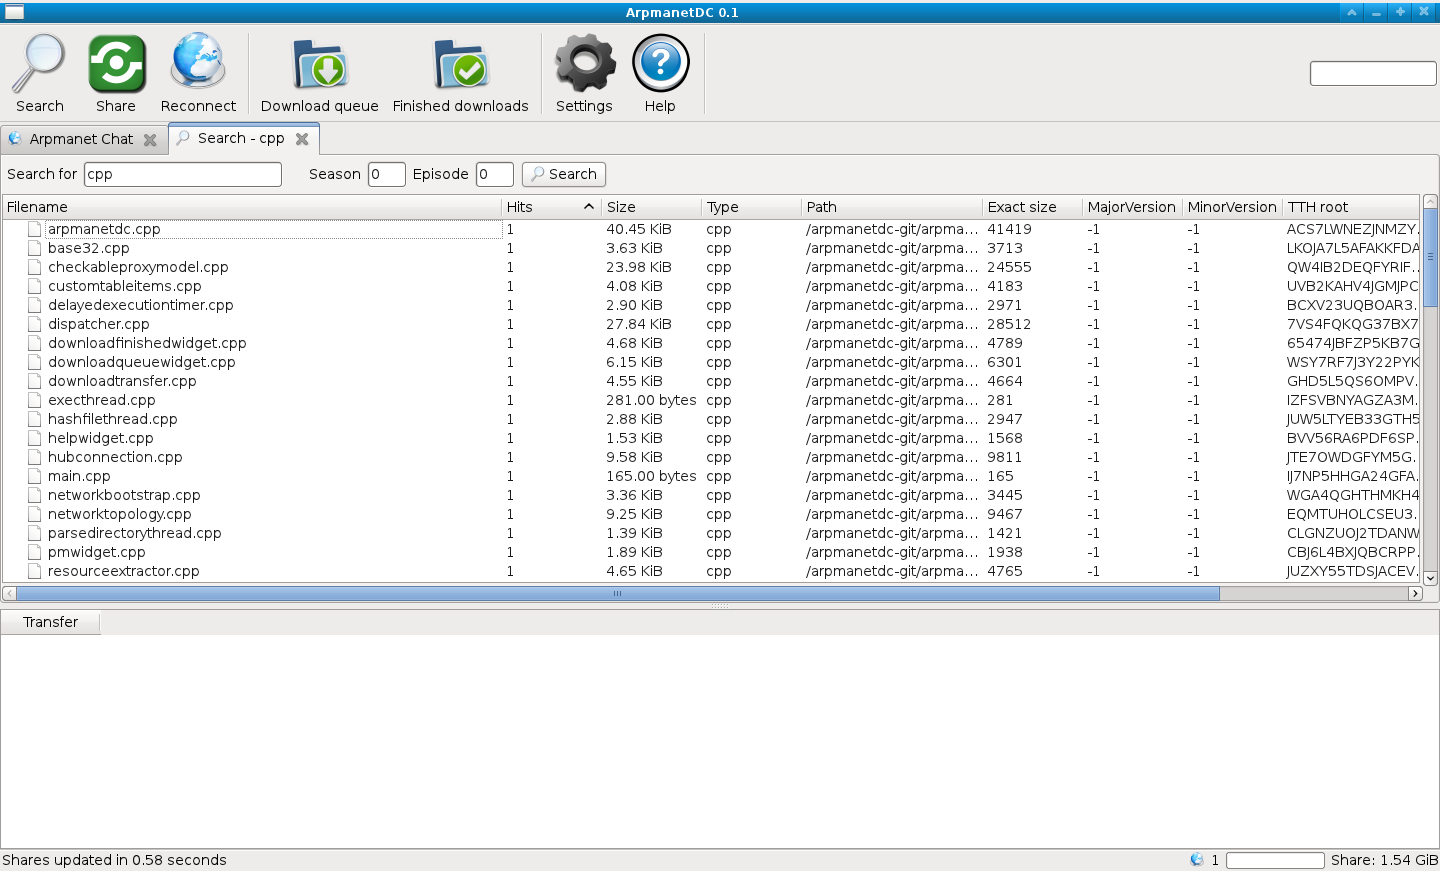 ArpmanetDC 0.1
Search Share Reconnect Download queue Finished downloads Settings Help
Arpmanet Chat Search - cpp
Search for cpp Season 0 Episode 0 Search
Filename Hits Size Type Path Exact size MajorVersion MinorVersion TTH root
arpmanetdc.cpp 1 40.45 KiB cpp /arpmanetdc-git/arpma... 41419 -1 -1 ACS7LWNEZJNMZY.
base32.cpp 1 3.63 KiB cpp /arpmanetdc-git/arpma... 3713 -1 -1 LKOJA7L5AFAKKFDA
checkableproxymodel.cpp 1 23.98 KiB cpp /arpmanetdc-git/arpma... 24555 -1 -1 QW4IB2DEQFYRIF..
customtableitems.cpp 1 4.08 KiB cpp /arpmanetdc-git/arpma... 4183 -1 -1 UVB2KAHV4JGMJPC
delayedexecutiontimer.cpp 1 2.90 KiB cpp /arpmanetdc-git/arpma... 2971 -1 -1 BCXV23UQBOAR3.
dispatcher.cpp 1 27.84 KiB cpp /arpmanetdc-git/arpma... 28512 -1 -1 7VS4FQKQG37BX7
downloadfinishedwidget.cpp 1 4.68 KiB cpp /arpmanetdc-git/arpma... 4789 -1 -1 65474JBFZP5KB7G
downloadqueuewidget.cpp 1 6.15 KiB cpp /arpmanetdc-git/arpma... 6301 -1 -1 WSY7RF7J3Y22PYK
downloadtransfer.cpp 1 4.55 KiB cpp /arpmanetdc-git/arpma... 4664 -1 -1 GHD5L5QS6OMPV.
execthread.cpp 1 281.00 bytes cpp /arpmanetdc-git/arpma... 281 -1 -1 IZFSVBNYAGZA3M.
hashfilethread.cpp 1 2.88 KiB cpp /arpmanetdc-git/arpma... 2947 -1 -1 JUW5LTYEB33GTH5
helpwidget.cpp 1 1.53 KiB cpp /arpmanetdc-git/arpma... 1568 -1 -1 BVV56RA6PDF6SP.
hubconnection.cpp 1 9.58 KiB cpp /arpmanetdc-git/arpma... 9811 -1 -1 JTE7OWDGFYM5G.
main.cpp 1 165.00 bytes cpp /arpmanetdc-git/arpma... 165 -1 -1 IJ7NP5HHGA24GFA.
networkbootstrap.cpp 1 3.36 KiB cpp /arpmanetdc-git/arpma... 3445 -1 -1 WGA4QGHTHMKH4
networktopology.cpp 1 9.25 KiB cpp /arpmanetdc-git/arpma... 9467 -1 -1 EQMTUHOLCSEU3.
parsedirectorythread.cpp 1 1.39 KiB cpp /arpmanetdc-git/arpma... 1421 -1 -1 CLGNZUOJ2TDANW
pmwidget.cpp 1 1.89 KiB cpp /arpmanetdc-git/arpma... 1938 -1 -1 CBJ6L4BXJQBCRPP.
resourceextractor.cpp 1 4.65 KiB cpp /arpmanetdc-git/arpma... 4765 -1 -1 JUZXY55TDSJACEV.
Transfer
Shares updated in 0.58 seconds 1 Share: 1.54 GiB